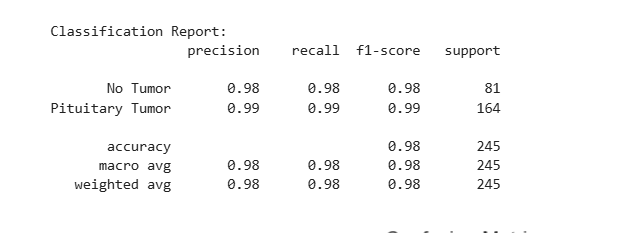 Classification Report:
precision recall f1-score support
No Tumor 0.98 0.98 0.98 81
Pituitary Tumor 0.99 0.99 0.99 164
accuracy 0.98 245
macro avg 0.98 0.98 0.98 245
weighted avg 0.98 0.98 0.98 245